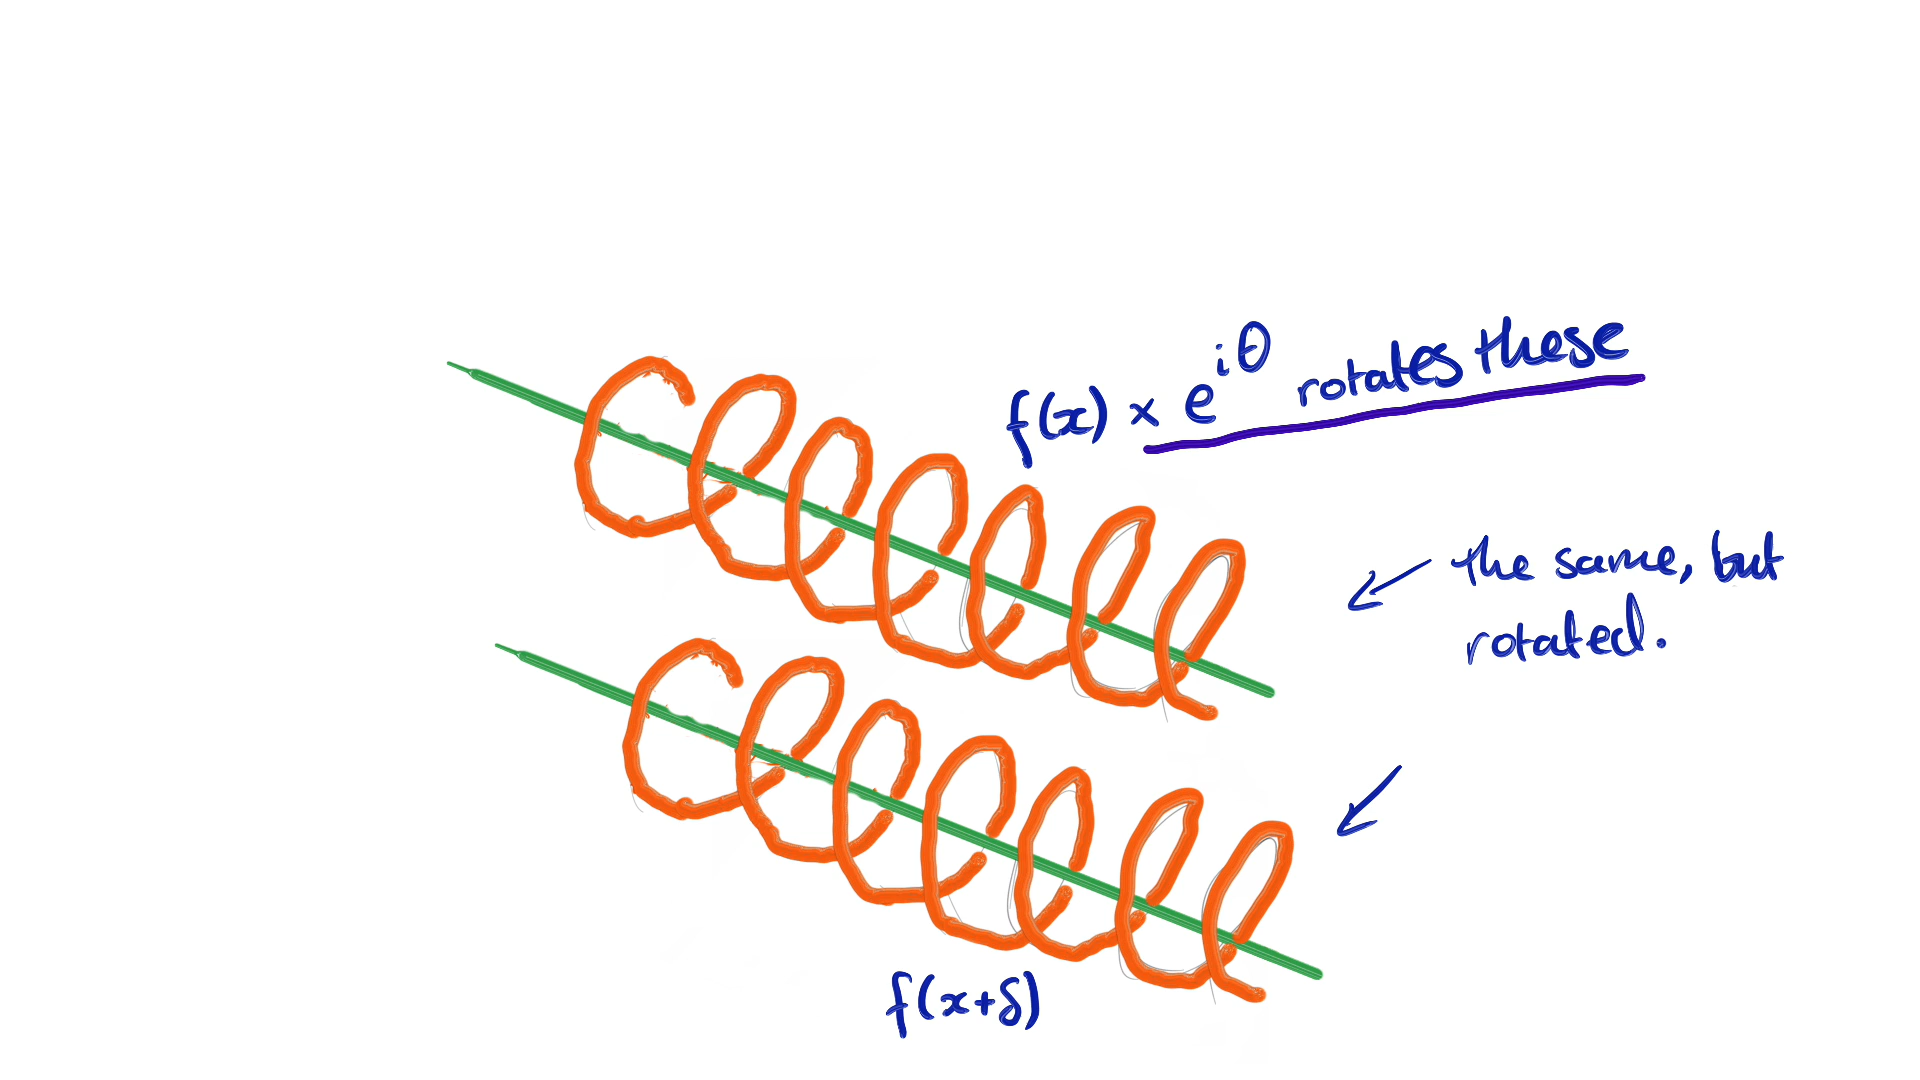 f(x) × e^{iθ} rotates these
the same, but
rotated.
f(x+δ)